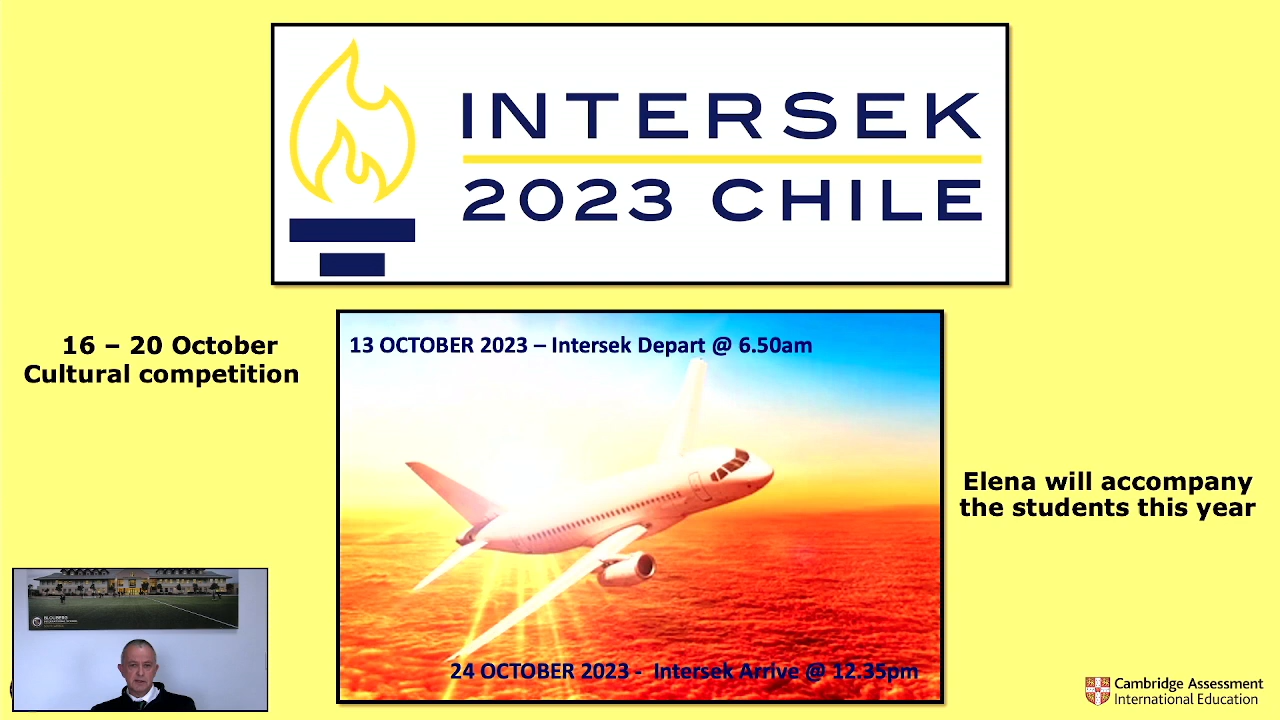 INTERSEK
2023 CHILE
16 – 20 October
Cultural competition
13 OCTOBER 2023 – Intersek Depart @ 6.50am
Elena will accompany
the students this year
24 OCTOBER 2023 - Intersek Arrive @ 12.35pm
BLOUBERG
Cambridge Assessment
International Education